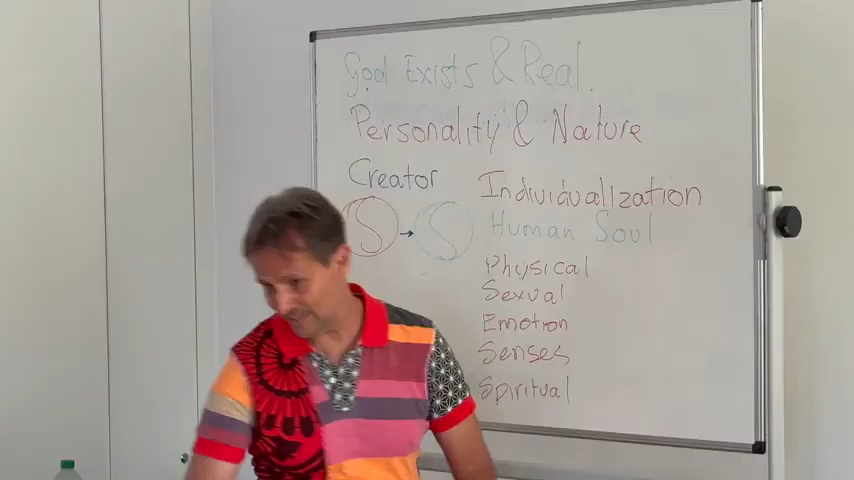 God Exists & Real.
Personality & Nature
Creator
Individualization
S → S
Human Soul.
Physical
Sexual
Emotion
Senses
Spiritual